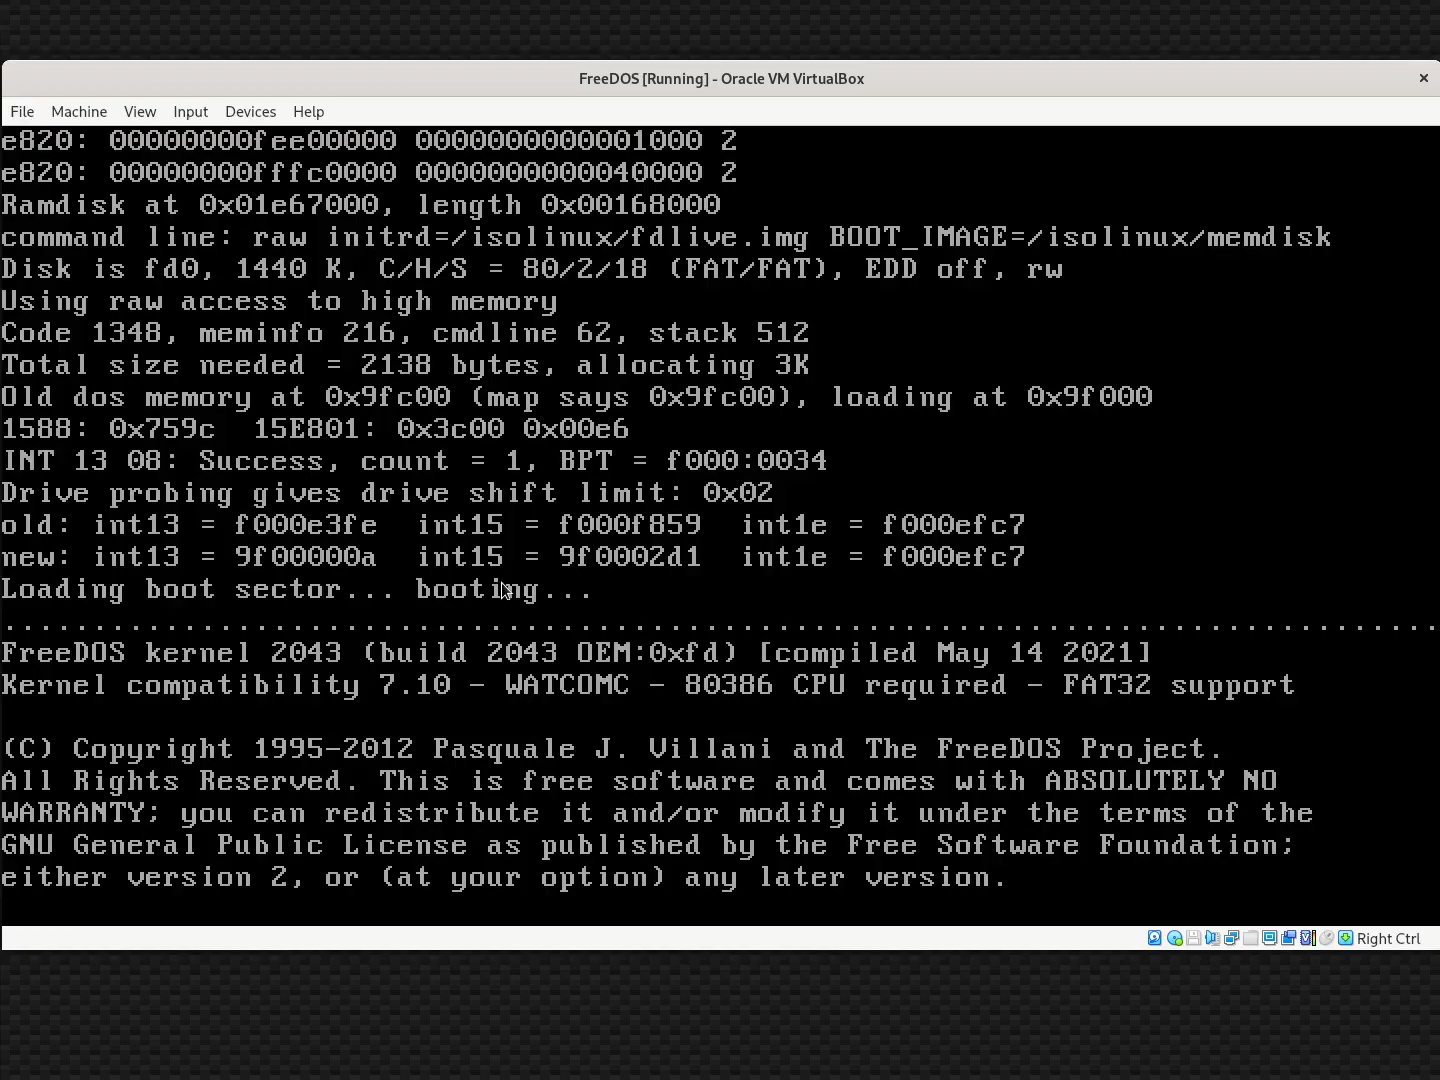 FreeDOS [Running] - Oracle VM VirtualBox
×
File Machine View Input Devices Help
e820: 00000000fee00000 0000000000001000 2
e820: 00000000fffc0000 0000000000040000 2
Ramdisk at 0x01e67000, length 0x00168000
command line: raw initrd=/isolinux/fdlive.img BOOT_IMAGE=/isolinux/memdisk
Disk is fd0, 1440 K, C/H/S = 80/2/18 (FAT/FAT), EDD off, rw
Using raw access to high memory
Code 1348, meminfo 216, cmdline 62, stack 512
Total size needed = 2138 bytes, allocating 3K
Old dos memory at 0x9fc00 (map says 0x9fc00), loading at 0x9f000
1588: 0x759c  15E801: 0x3c00 0x00e6
INT 13 08: Success, count = 1, BPT = f000:0034
Drive probing gives drive shift limit: 0x02
old: int13 = f000e3fe  int15 = f000f859  int1e = f000efc7
new: int13 = 9f00000a  int15 = 9f0002d1  int1e = f000efc7
Loading boot sector... booting...
................................................................................
FreeDOS kernel 2043 (build 2043 OEM:0xfd) [compiled May 14 2021]
Kernel compatibility 7.10 - WATCOMC - 80386 CPU required - FAT32 support
(C) Copyright 1995-2012 Pasquale J. Villani and The FreeDOS Project.
All Rights Reserved. This is free software and comes with ABSOLUTELY NO
WARRANTY; you can redistribute it and/or modify it under the terms of the
GNU General Public License as published by the Free Software Foundation;
either version 2, or (at your option) any later version.
Right Ctrl